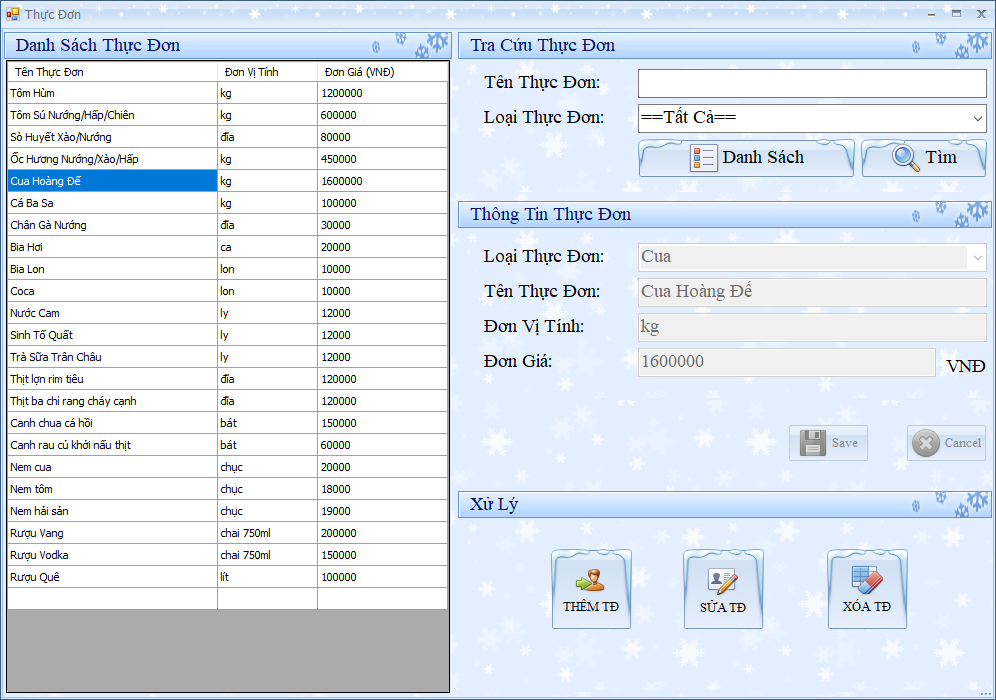 Thực Đơn
Danh Sách Thực Đơn
Tên Thực Đơn Đơn Vị Tính Đơn Giá (VNĐ)
Tôm Hùm kg 1200000
Tôm Sú Nướng/Hấp/Chiên kg 600000
Sò Huyết Xào/Nướng đĩa 80000
Ốc Hương Nướng/Xào/Hấp kg 450000
Cua Hoàng Đế kg 1600000
Cá Ba Sa kg 100000
Chân Gà Nướng đĩa 30000
Bia Hơi ca 20000
Bia Lon lon 10000
Coca lon 10000
Nước Cam ly 12000
Sinh Tố Quất ly 12000
Trà Sữa Trân Châu ly 12000
Thịt lợn rim tiêu đĩa 120000
Thịt ba chỉ rang cháy cạnh đĩa 120000
Canh chua cá hồi bát 150000
Canh rau củ khởi nấu thịt bát 60000
Nem cua chục 20000
Nem tôm chục 18000
Nem hải sản chục 19000
Rượu Vang chai 750ml 200000
Rượu Vodka chai 750ml 150000
Rượu Quê lít 100000
Tra Cứu Thực Đơn
Tên Thực Đơn:
Loại Thực Đơn: ==Tất Cả==
Danh Sách Tìm
Thông Tin Thực Đơn
Loại Thực Đơn: Cua
Tên Thực Đơn: Cua Hoàng Đế
Đơn Vị Tính: kg
Đơn Giá: 1600000 VNĐ
Save Cancel
Xử Lý
THÊM TĐ SỬA TĐ XÓA TĐ